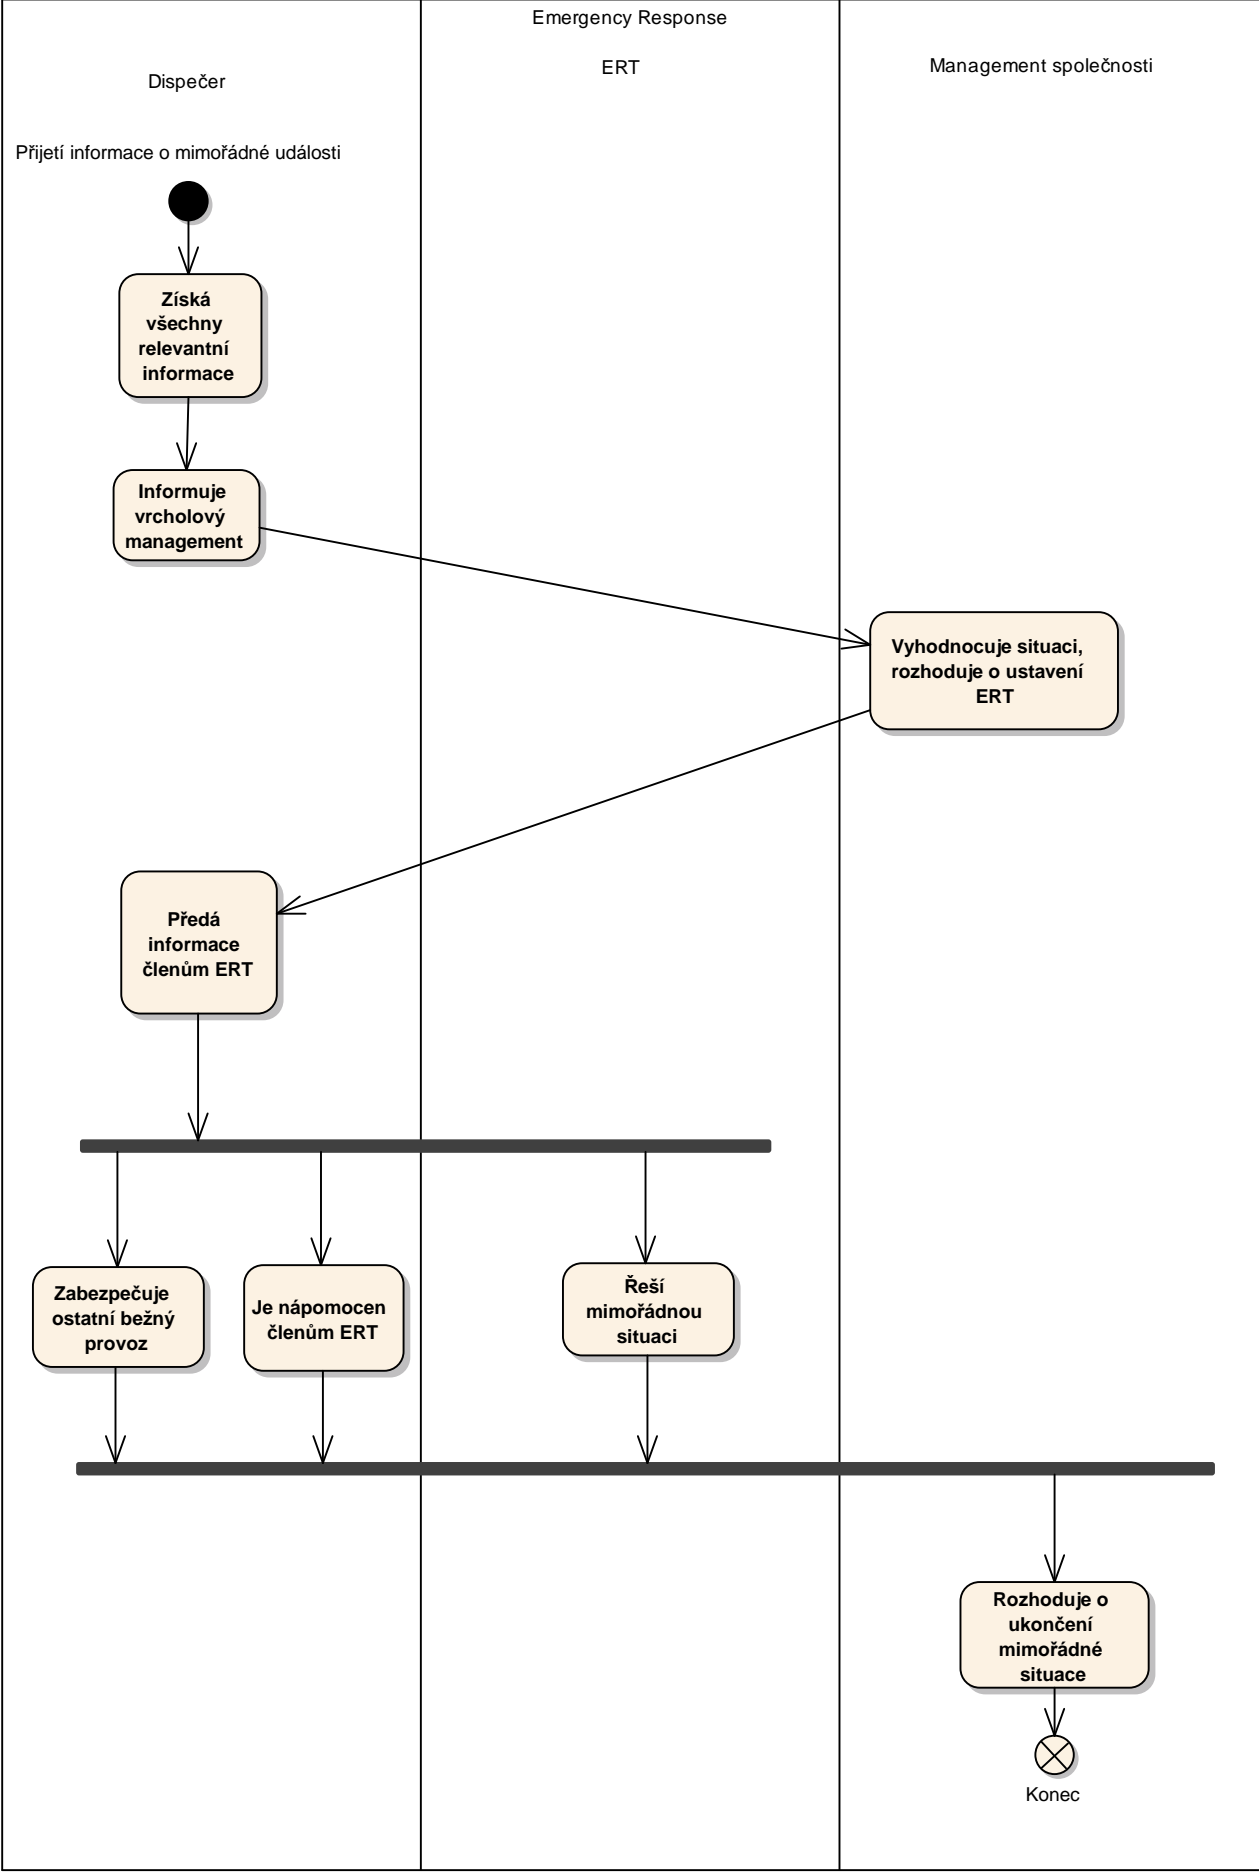 Emergency Response
Dispečer
ERT
Management společnosti
Přijetí informace o mimořádné události
Získá
všechny
relevantní
informace
Informuje
vrcholový
management
Vyhodnocuje situaci,
rozhoduje o ustavení
ERT
Předá
informace
členům ERT
Zabezpečuje
ostatní bežný
provoz
Je nápomocen
členům ERT
Řeší
mimořádnou
situaci
Rozhoduje o
ukončení
mimořádné
situace
Konec